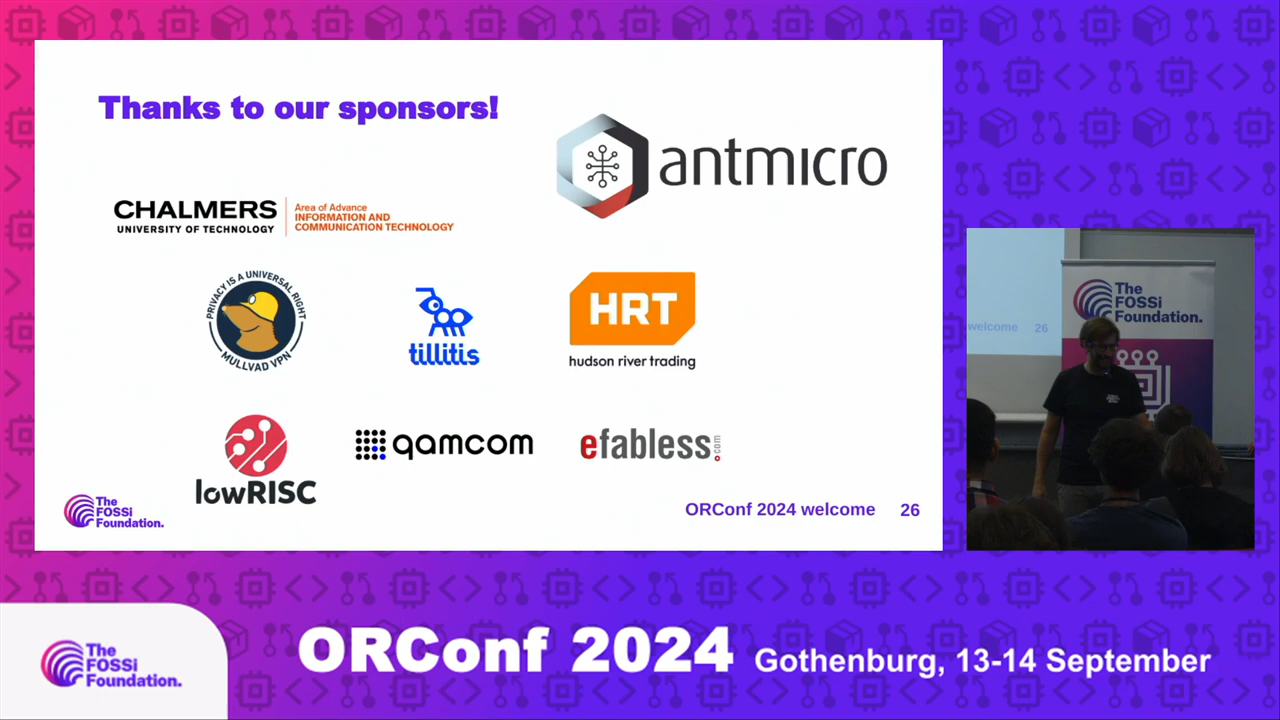 Thanks to our sponsors!
antmicro
CHALMERS
UNIVERSITY OF TECHNOLOGY
Area of Advance
INFORMATION AND
COMMUNICATION TECHNOLOGY
PRIVACY IS A UNIVERSAL RIGHT
MULLVAD VPN
tillitis
HRT
hudson river trading
lowRISC
qamcom
efabless.com
The
FOSSi
Foundation.
ORConf 2024 welcome 26
welcome 26
The
FOSSi
Foundation.
The
FOSSi
Foundation.
ORConf 2024 Gothenburg, 13-14 September